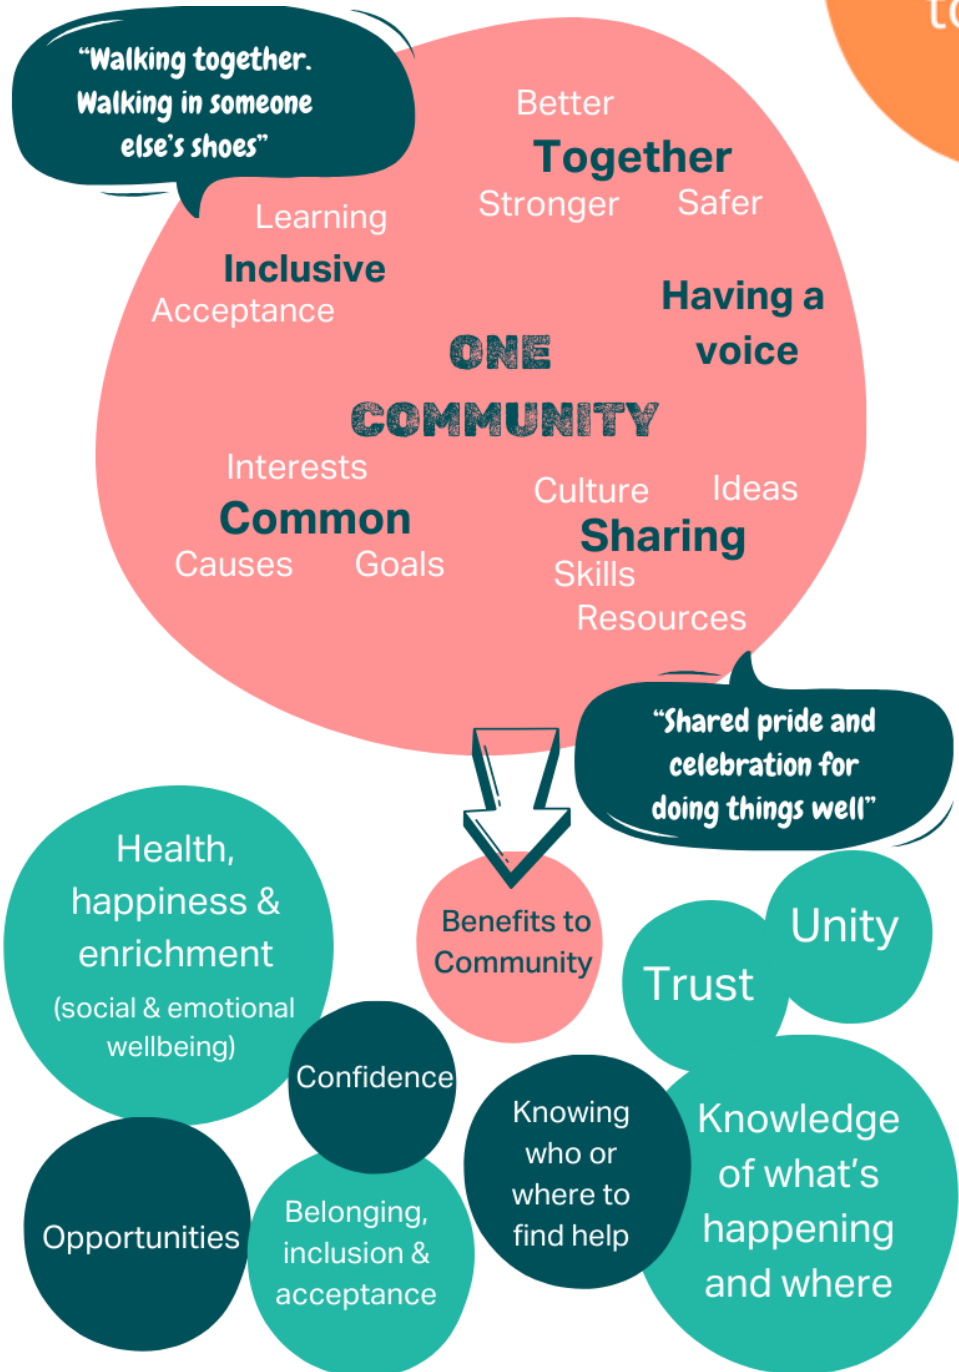 “Walking together.
Walking in someone
else’s shoes”
Better
Together
Stronger Safer
Learning
Inclusive
Acceptance
Having a
voice
ONE
COMMUNITY
Interests
Common
Causes Goals
Culture Ideas
Sharing
Skills
Resources
“Shared pride and
celebration for
doing things well”
Benefits to
Community
Health,
happiness &
enrichment
(social & emotional
wellbeing)
Confidence
Opportunities
Belonging,
inclusion &
acceptance
Knowing
who or
where to
find help
Trust
Unity
Knowledge
of what’s
happening
and where